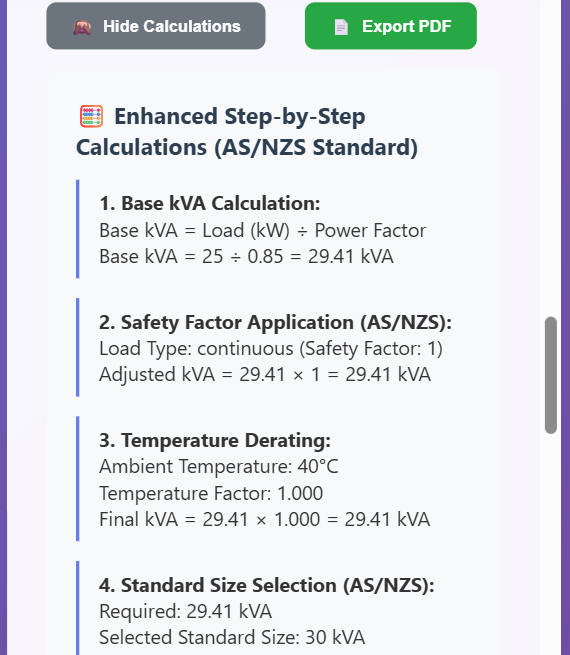 Hide Calculations
Export PDF
Enhanced Step-by-Step
Calculations (AS/NZS Standard)
1. Base kVA Calculation:
Base kVA = Load (kW) ÷ Power Factor
Base kVA = 25 ÷ 0.85 = 29.41 kVA
2. Safety Factor Application (AS/NZS):
Load Type: continuous (Safety Factor: 1)
Adjusted kVA = 29.41 × 1 = 29.41 kVA
3. Temperature Derating:
Ambient Temperature: 40°C
Temperature Factor: 1.000
Final kVA = 29.41 × 1.000 = 29.41 kVA
4. Standard Size Selection (AS/NZS):
Required: 29.41 kVA
Selected Standard Size: 30 kVA